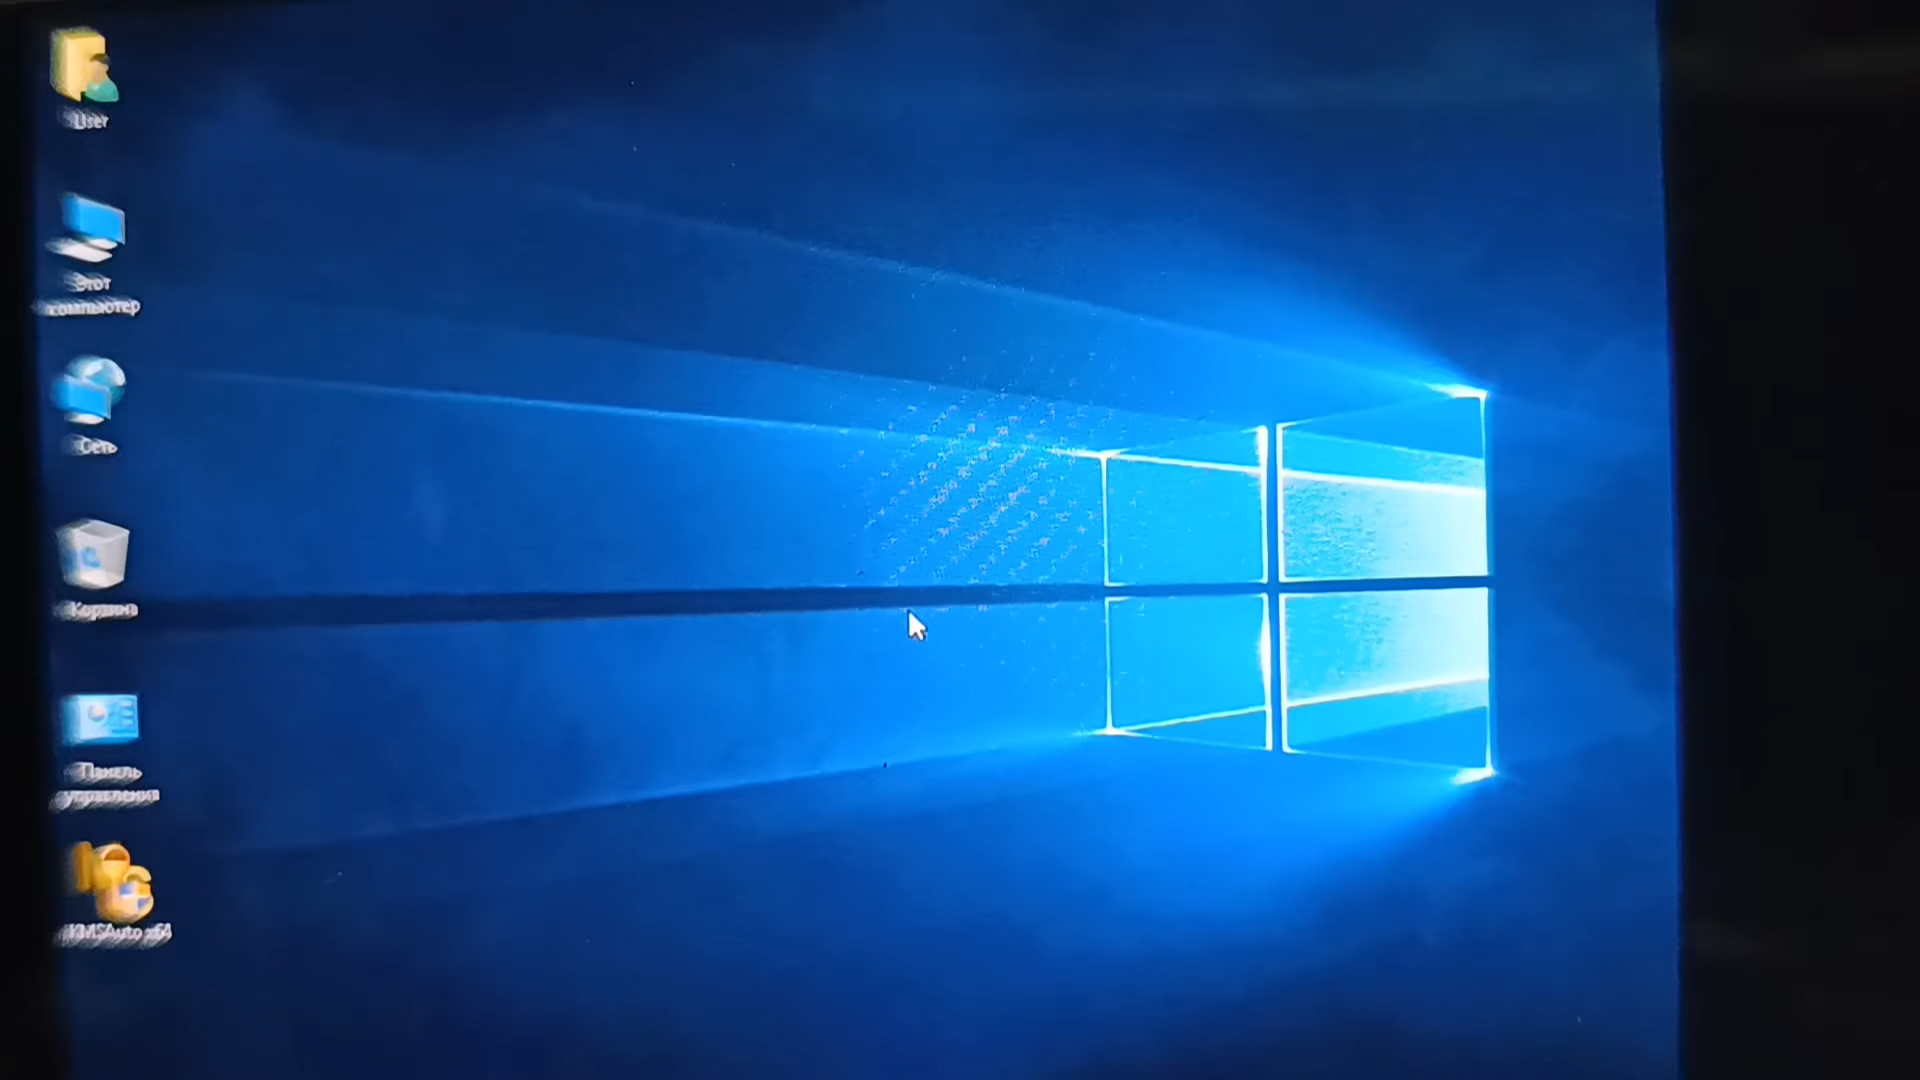 User
Этот
компьютер
Сеть
Корзина
Панель
управления
KMSAuto x64